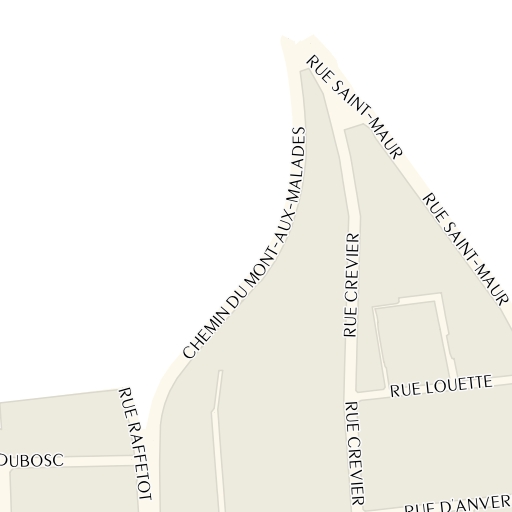 RUE SAINT-MAUR
CHEMIN DU MONT-AUX-MALADES
RUE SAINT-MAUR
RUE CREVIER
RUE LOUETTE
RUE RAFFETOT
RUE CREVIER
DUBOSC
RUE D'ANVER